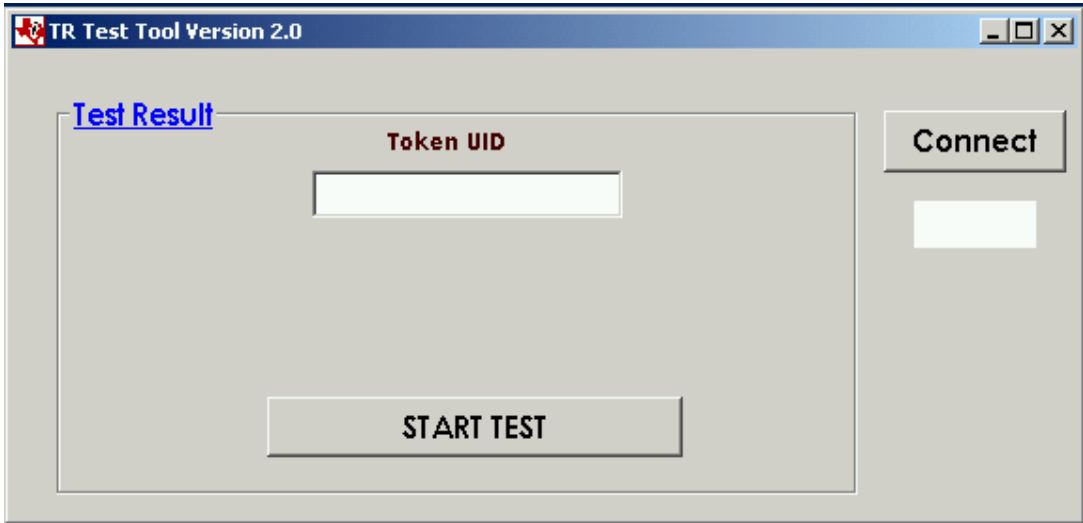 TR Test Tool Version 2.0
Test Result
Token UID
Connect
START TEST